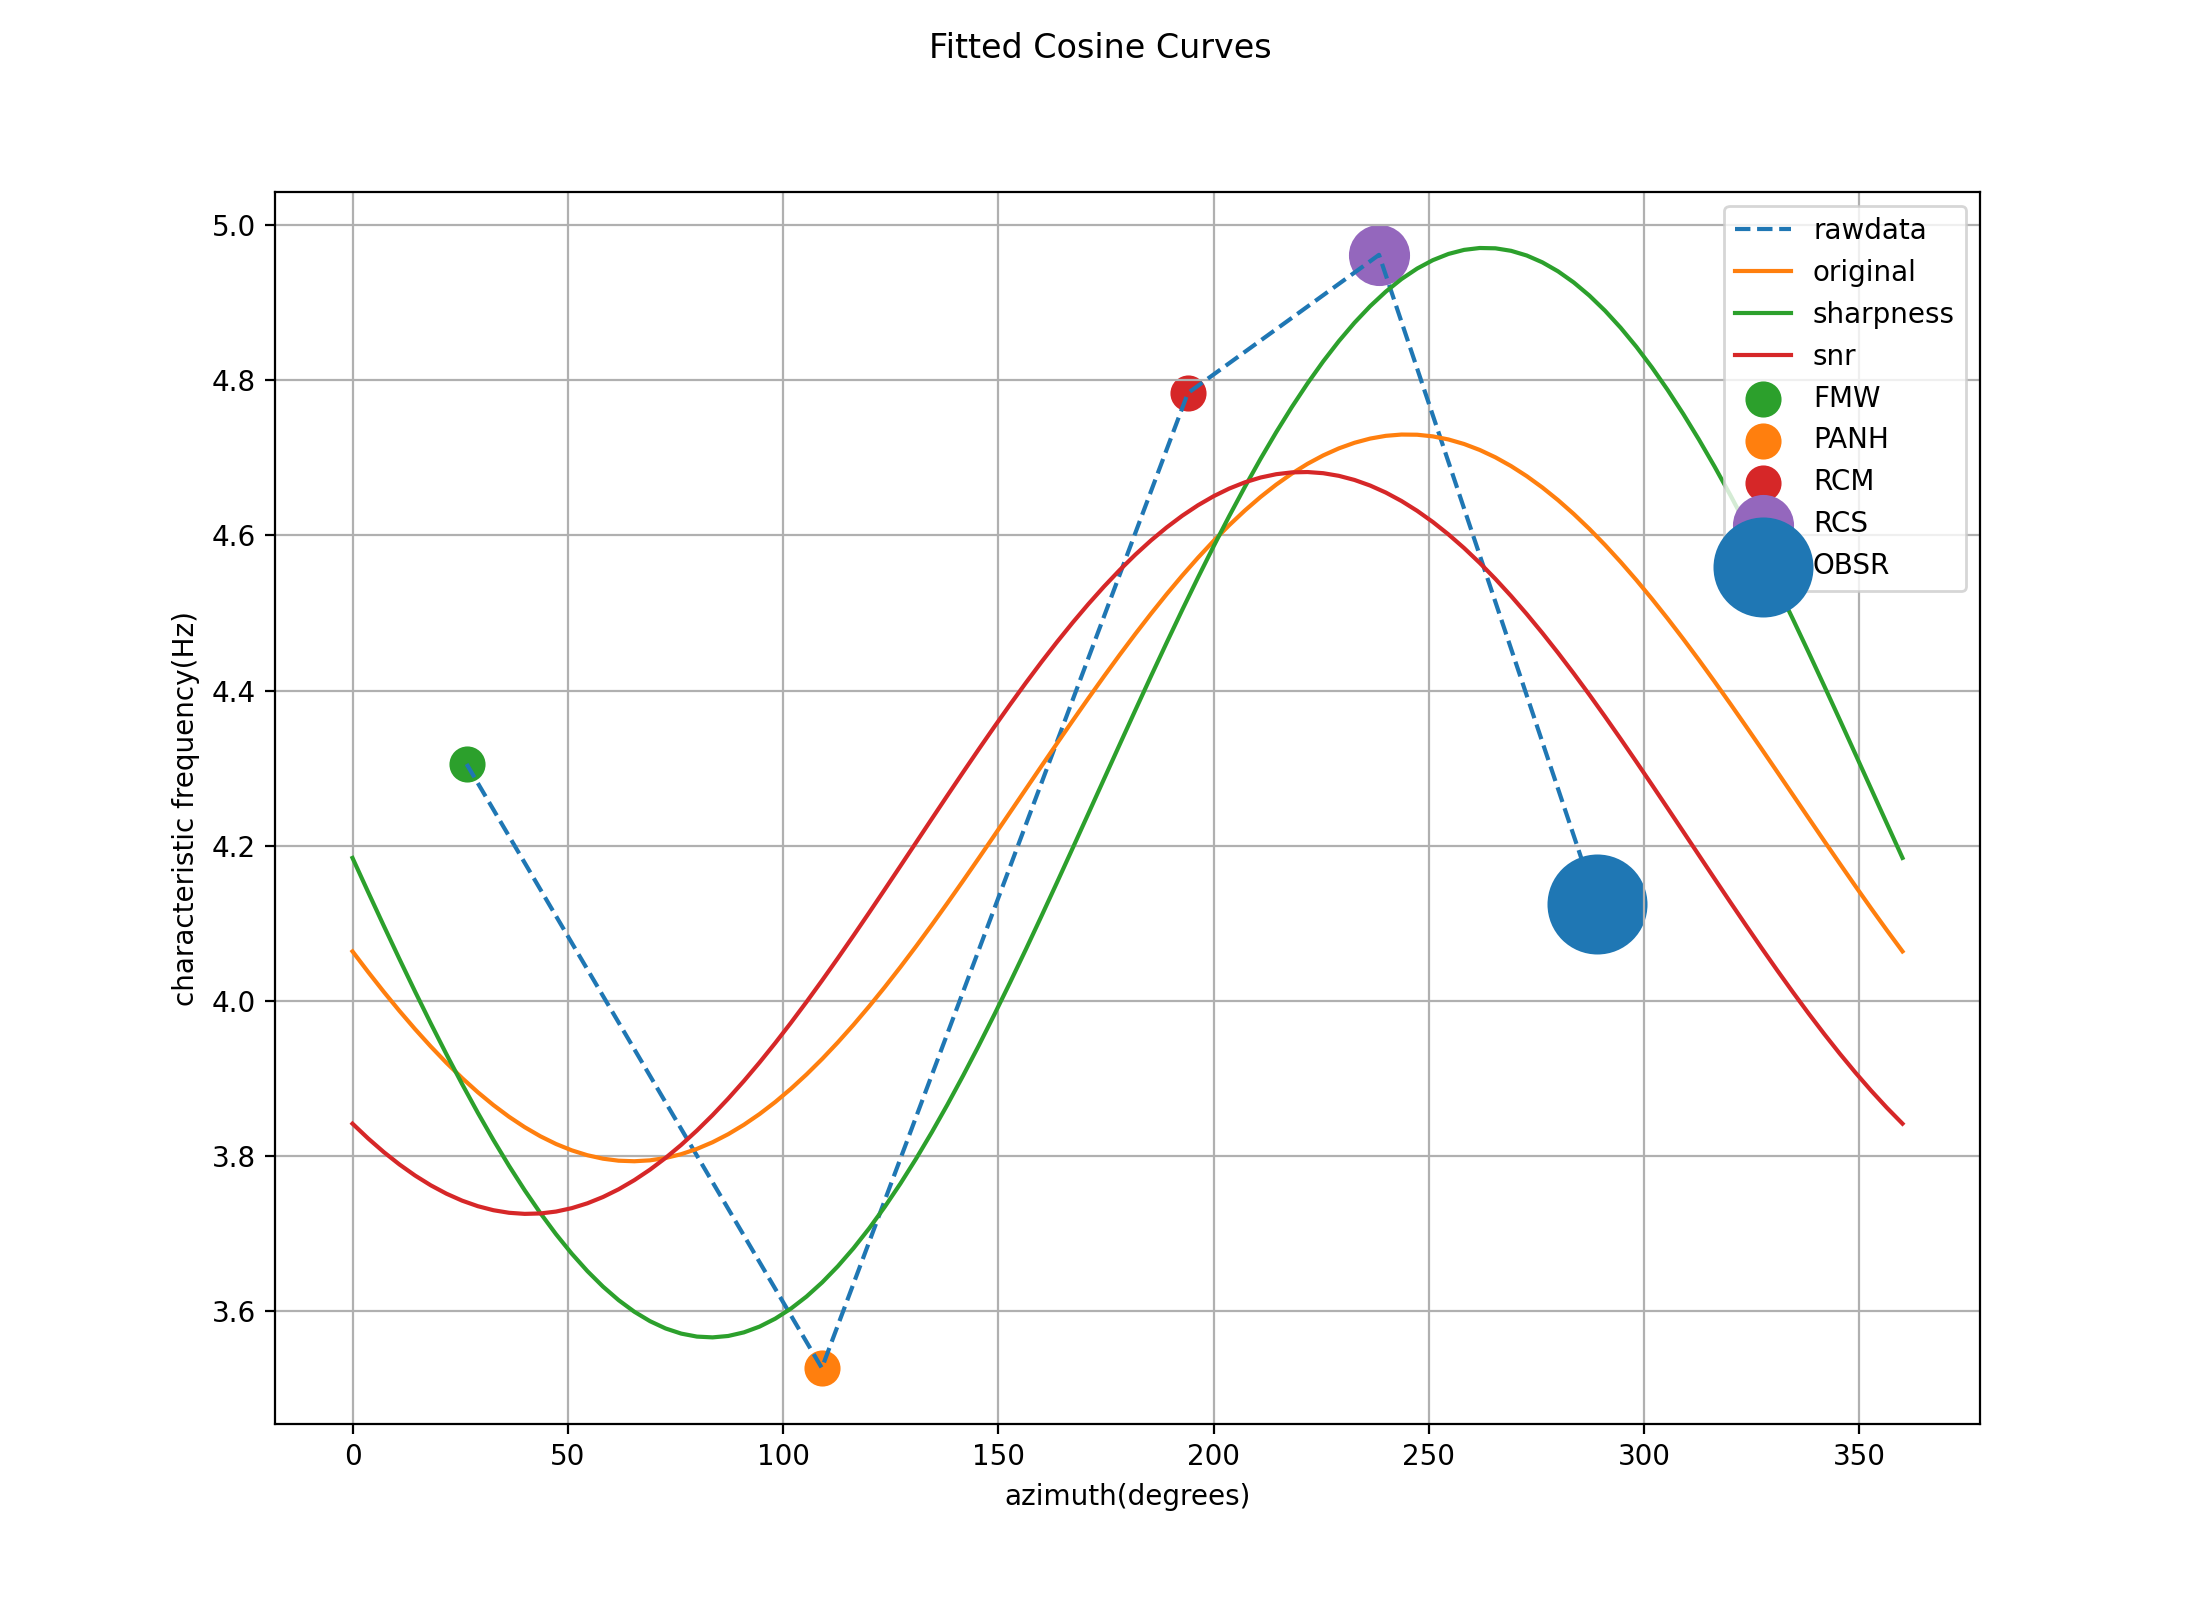 Fitted Cosine Curves
5.0
4.8
4.6
4.4
4.2
4.0
3.8
3.6
characteristic frequency(Hz)
rawdata
original
sharpness
snr
FMW
PANH
RCM
RCS
OBSR
0 50 100 150 200 250 300 350
azimuth(degrees)